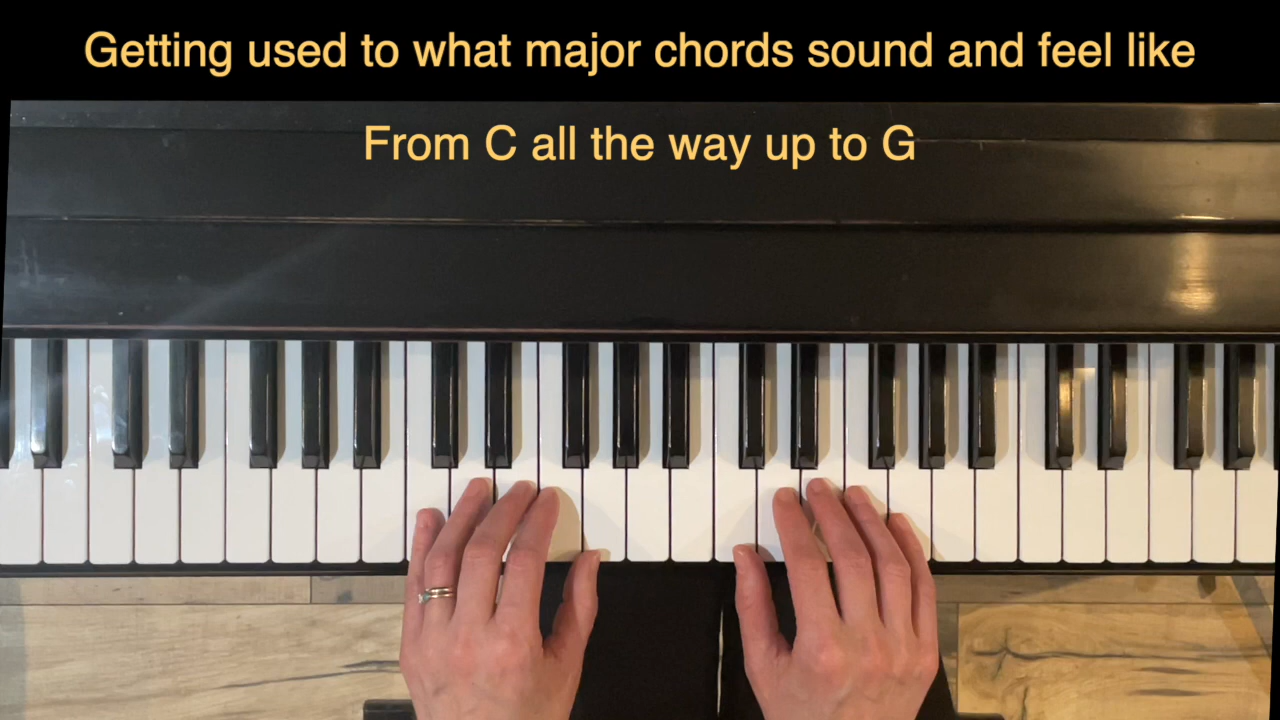 Getting used to what major chords sound and feel like
From C all the way up to G